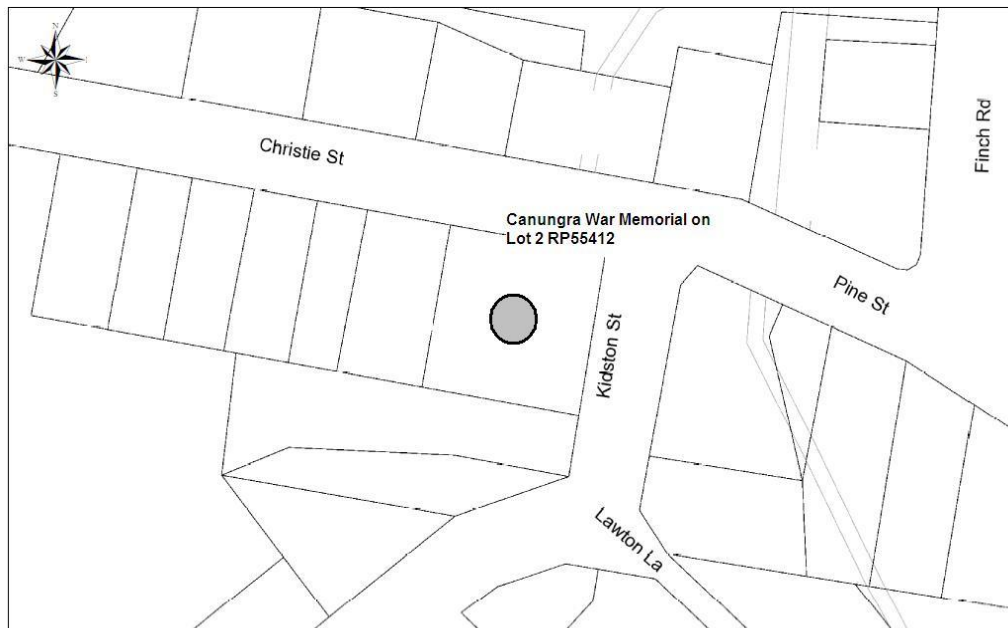 N
W
S
Christie St
Finch Rd
Canungra War Memorial on
Lot 2 RP55412
Pine St
Kidston St
Lawton La